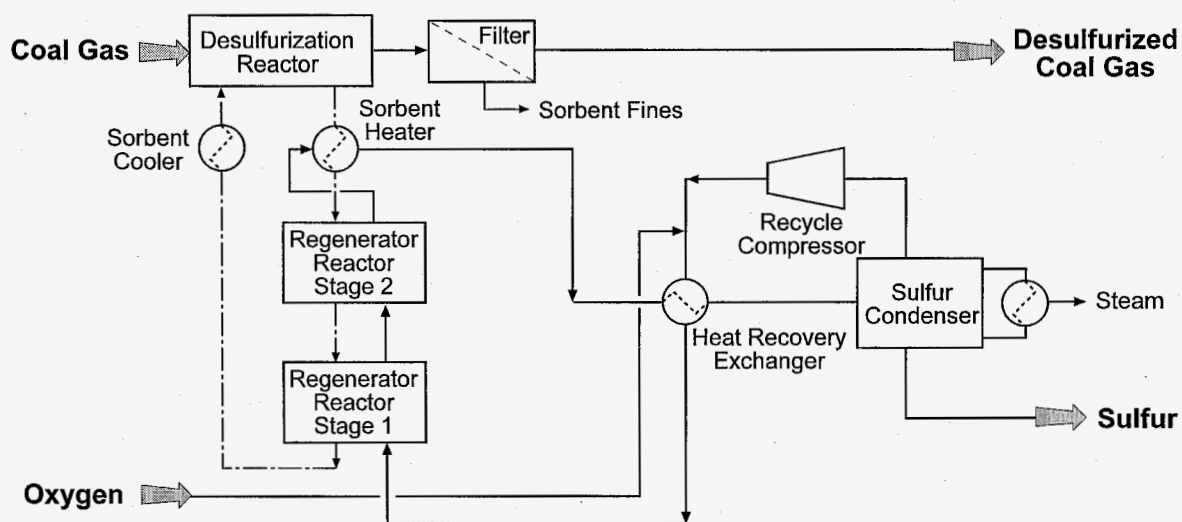 Coal Gas
Desulfurization
Reactor
Filter
Desulfurized
Coal Gas
Sorbent Fines
Sorbent
Heater
Sorbent
Cooler
Recycle
Compressor
Regenerator
Reactor
Stage 2
Sulfur
Condenser
Steam
Heat Recovery
Exchanger
Regenerator
Reactor
Stage 1
Sulfur
Oxygen